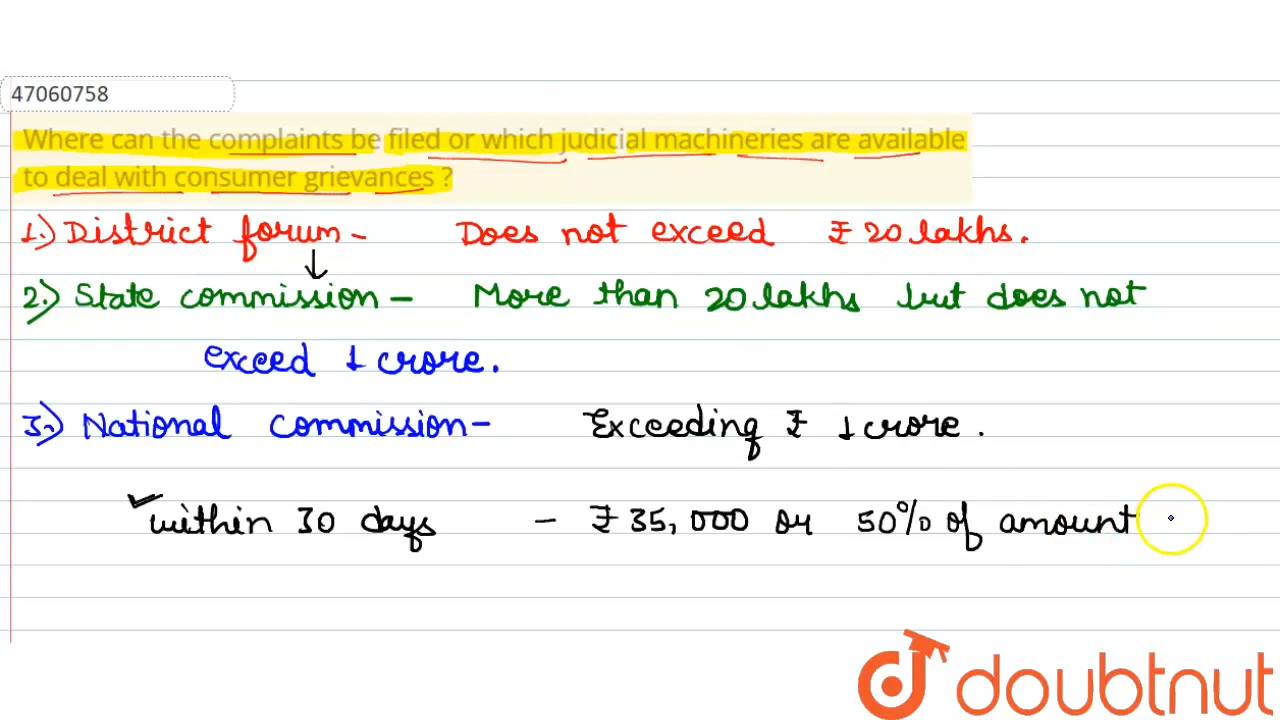 47060758
Where can the complaints be filed or which judicial machineries are available
to deal with consumer grievances ?
1.) District forum - Does not exceed ₹ 20 lakhs.
↓
2.) State commission - More than 20 lakhs but does not
exceed 1 crore.
3.) National commission - Exceeding ₹ 1 crore.
✓within 30 days - ₹ 35,000 or 50% of amount
doubtnut